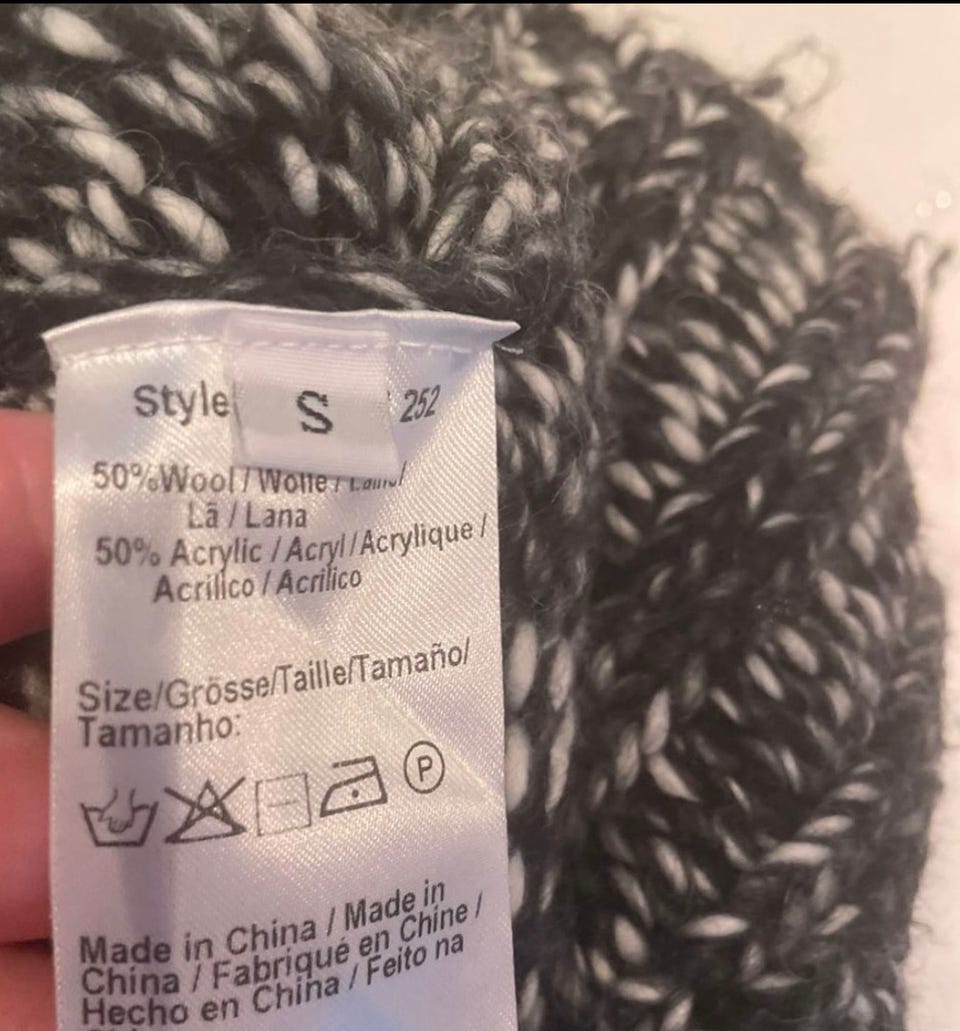 Style
S
252
50% Wool / Wolle /
Lã / Lana
50% Acrylic / Acryl / Acrylique /
Acrilico / Acrilico
Size/Grösse/Taille/Tamaño/
Tamanho:
P
Made in China / Made in
China / Fabriqué en Chine /
Hecho en China / Feito na